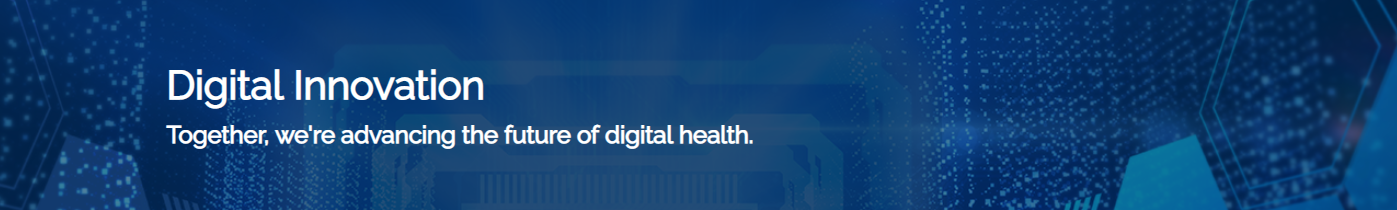 Digital Innovation
Together, we're advancing the future of digital health.